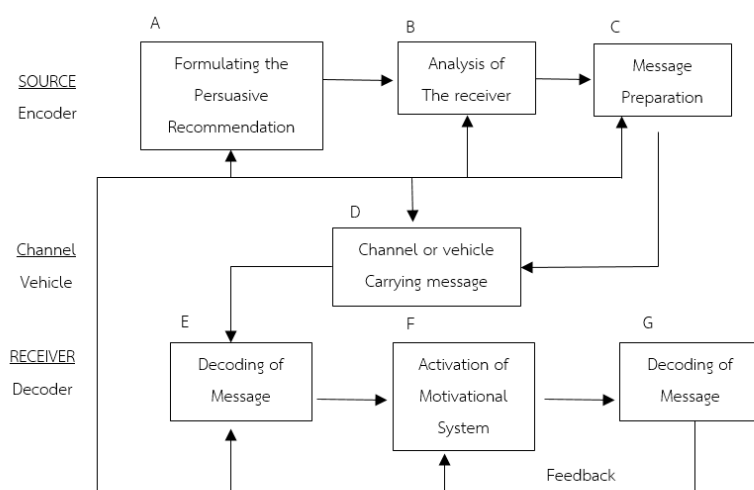 A
B
C
SOURCE
Encoder
Formulating the
Persuasive
Recommendation
Analysis of
The receiver
Message
Preparation
D
Channel
Vehicle
Channel or vehicle
Carrying message
E
F
G
RECEIVER
Decoder
Decoding of
Message
Activation of
Motivational
System
Decoding of
Message
Feedback